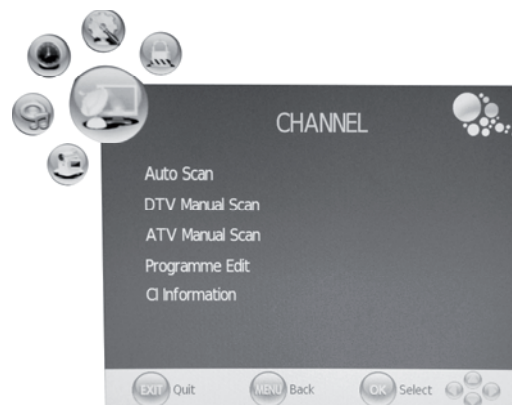 CHANNEL
Auto Scan
DTV Manual Scan
ATV Manual Scan
Programme Edit
CI Information
EXIT Quit MENU Back OK Select